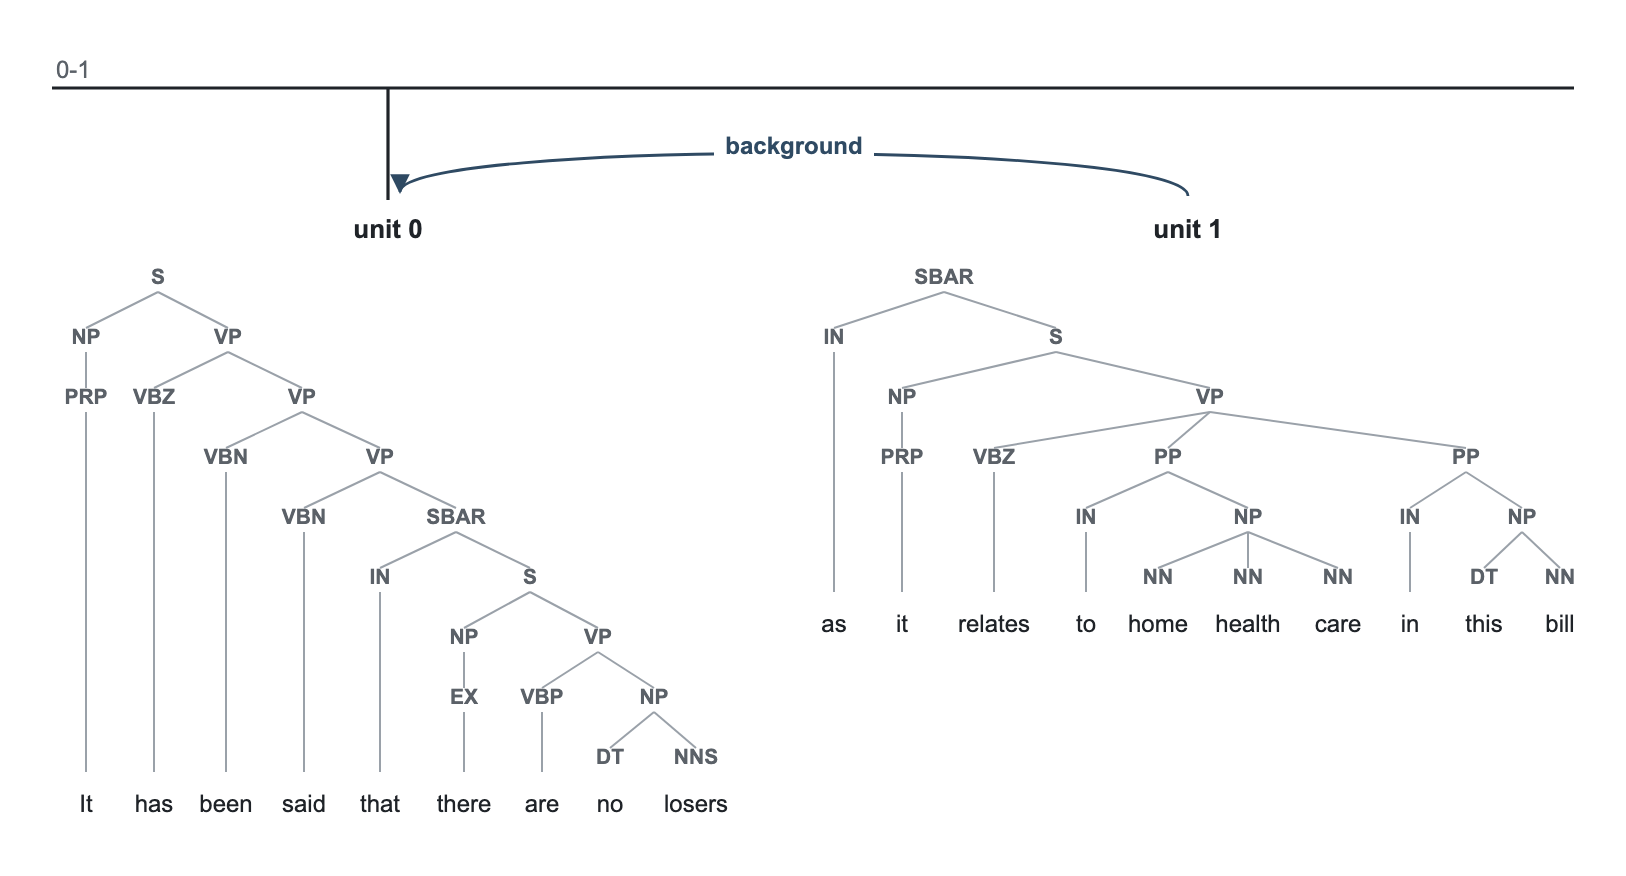 0-1
background
unit 0 unit 1
S SBAR
NP VP IN S
PRP VBZ VP NP VP
VBN VP PRP VBZ PP PP
VBN SBAR IN NP IN NP
IN S NN NN NN DT NN
as it relates to home health care in this bill
NP VP
EX VBP NP
DT NNS
It has been said that there are no losers